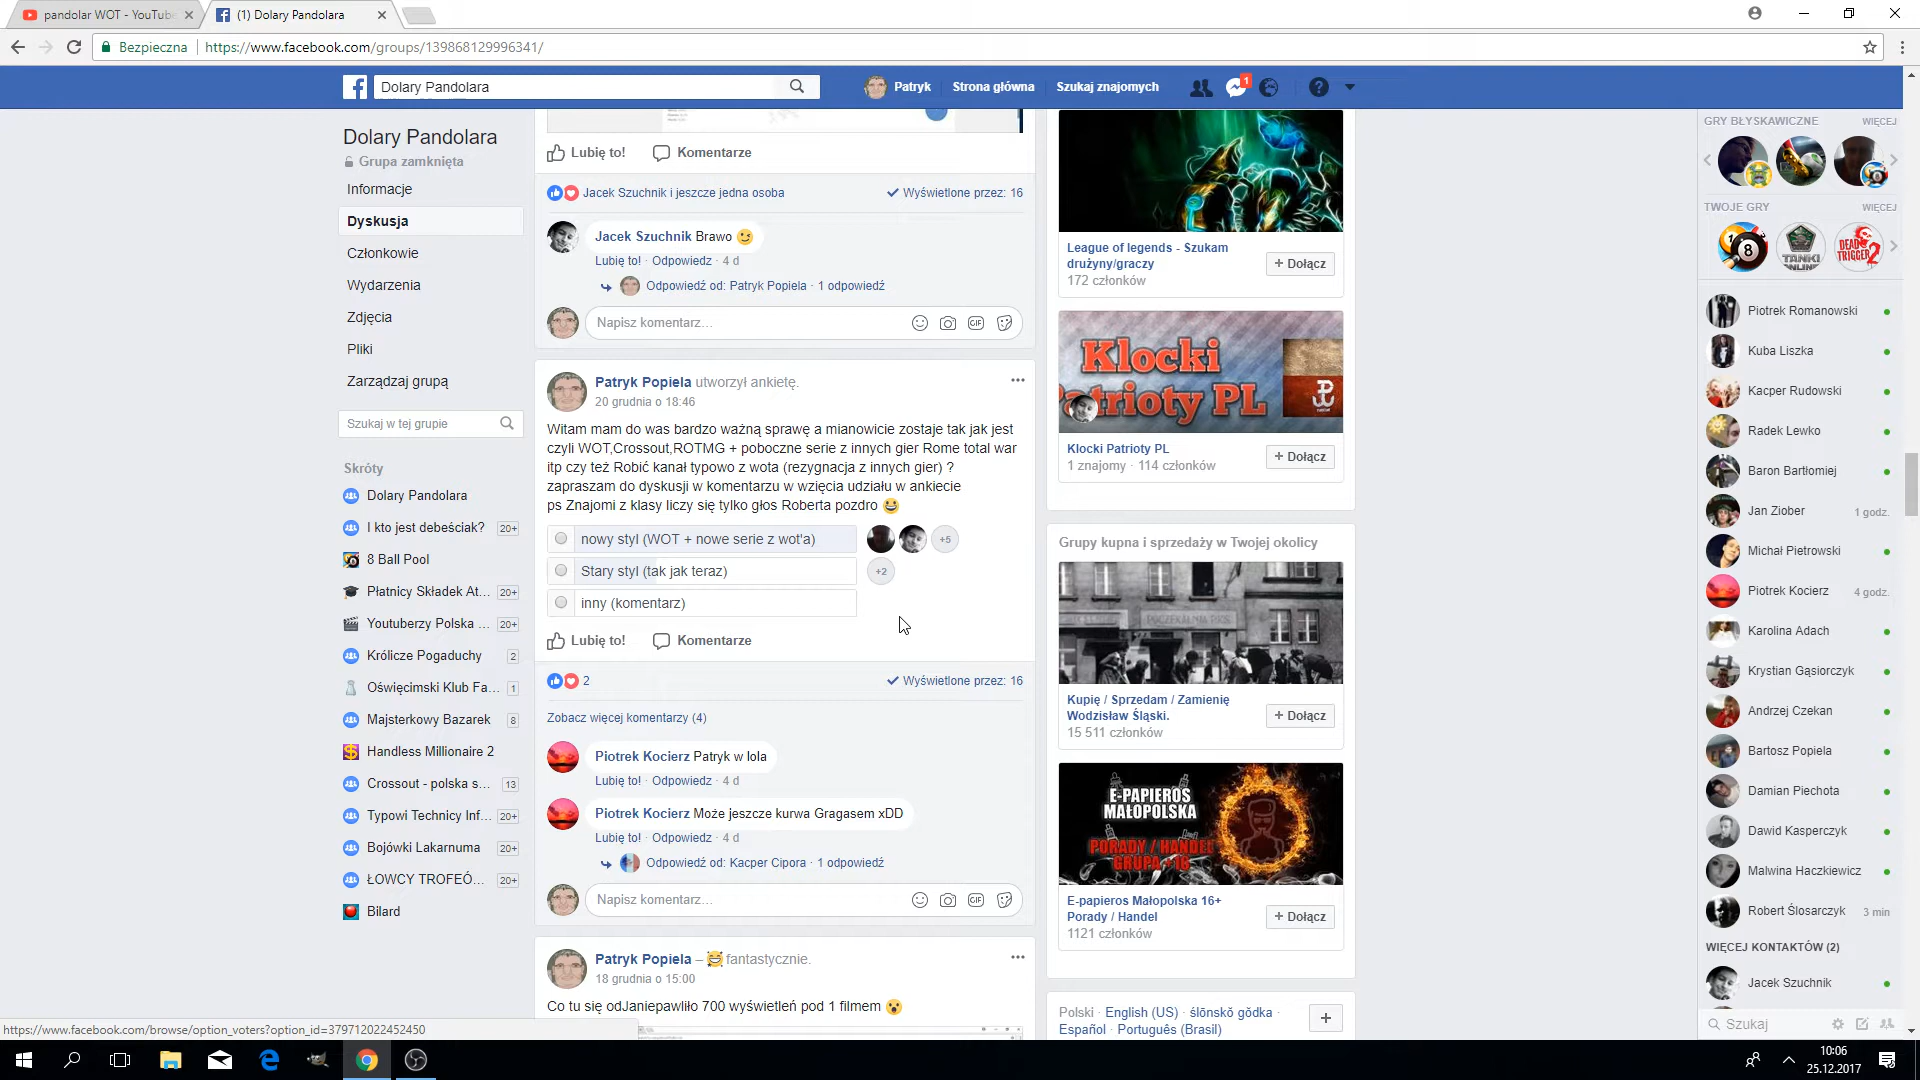 pandolar WOT - YouTube
(1) Dolary Pandolara
Bezpieczna
https://www.facebook.com/groups/139868129996341/
Dolary Pandolara
Patryk
Strona główna
Szukaj znajomych
1
Dolary Pandolara
Grupa zamknięta
Informacje
Dyskusja
Członkowie
Wydarzenia
Zdjęcia
Pliki
Zarządzaj grupą
Szukaj w tej grupie
Skróty
Dolary Pandolara
I kto jest debeściak? 20+
8 Ball Pool
Płatnicy Składek At... 20+
Youtuberzy Polska ... 20+
Królicze Pogaduchy 2
Oświęcimski Klub Fa... 1
Majsterkowy Bazarek 8
Handless Millionaire 2
Crossout - polska s... 13
Typowi Technicy Inf... 20+
Bojówki Lakarnuma 20+
ŁOWCY TROFEÓ... 20+
Bilard
Lubię to! Komentarze
Jacek Szuchnik i jeszcze jedna osoba
Wyświetlone przez: 16
Jacek Szuchnik Brawo
Lubię to! · Odpowiedz · 4 d
Odpowiedź od: Patryk Popiela · 1 odpowiedź
Napisz komentarz...
GIF
Patryk Popiela utworzył ankietę.
20 grudnia o 18:46
Witam mam do was bardzo ważną sprawę a mianowicie zostaje tak jak jest
czyli WOT,Crossout,ROTMG + poboczne serie z innych gier Rome total war
itp czy też Robić kanał typowo z wota (rezygnacja z innych gier) ?
zapraszam do dyskusji w komentarzu w wzięcia udziału w ankiecie
ps Znajomi z klasy liczy się tylko głos Roberta pozdro
nowy styl (WOT + nowe serie z wot'a)
+5
Stary styl (tak jak teraz)
+2
inny (komentarz)
Lubię to! Komentarze
2
Wyświetlone przez: 16
Zobacz więcej komentarzy (4)
Piotrek Kocierz Patryk w lola
Lubię to! · Odpowiedz · 4 d
Piotrek Kocierz Może jeszcze kurwa Gragasem xDD
Lubię to! · Odpowiedz · 4 d
Odpowiedź od: Kacper Cipora · 1 odpowiedź
Napisz komentarz...
GIF
Patryk Popiela – fantastycznie.
18 grudnia o 15:00
Co tu się odJaniepawliło 700 wyświetleń pod 1 filmem
League of legends - Szukam
drużyny/graczy
172 członków
+ Dołącz
Klocki
Patrioty PL
Klocki Patrioty PL
1 znajomy · 114 członków
+ Dołącz
Grupy kupna i sprzedaży w Twojej okolicy
Kupię / Sprzedam / Zamienię
Wodzisław Śląski.
15 511 członków
+ Dołącz
E-PAPIEROS
MAŁOPOLSKA
PORADY / HANDEL
GRUPA +16
E-papieros Małopolska 16+
Porady / Handel
1121 członków
+ Dołącz
Polski · English (US) · ślōnskŏ gŏdka ·
Español · Português (Brasil)
GRY BŁYSKAWICZNE WIĘCEJ
TWOJE GRY WIĘCEJ
TANKI
ONLINE
DEAD
TRIGGER 2
Piotrek Romanowski
Kuba Liszka
Kacper Rudowski
Radek Lewko
Baron Bartłomiej
Jan Ziober 1 godz.
Michał Pietrowski
Piotrek Kocierz 4 godz.
Karolina Adach
Krystian Gąsiorczyk
Andrzej Czekan
Bartosz Popiela
Damian Piechota
Dawid Kasperczyk
Malwina Haczkiewicz
Robert Ślosarczyk 3 min
WIĘCEJ KONTAKTÓW (2)
Jacek Szuchnik
Szukaj
https://www.facebook.com/browse/option_voters?option_id=379712022452450
10:06
25.12.2017